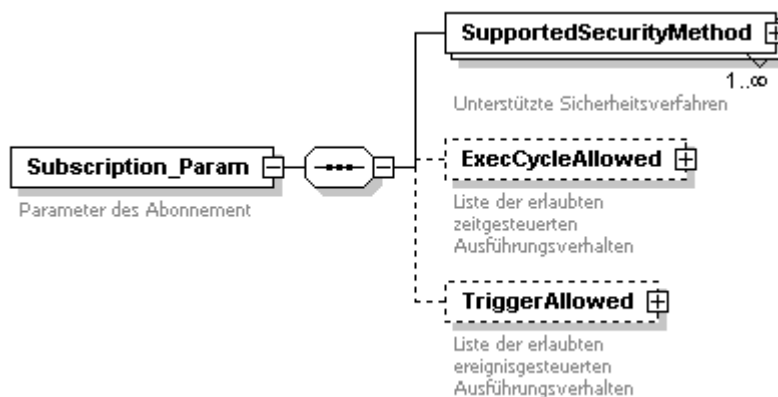 SupportedSecurityMethod
1..∞
Unterstützte Sicherheitsverfahren
Subscription_Param
Parameter des Abonnement
ExecCycleAllowed
Liste der erlaubten
zeitgesteuerten
Ausführungsverhalten
TriggerAllowed
Liste der erlaubten
ereignisgesteuerten
Ausführungsverhalten